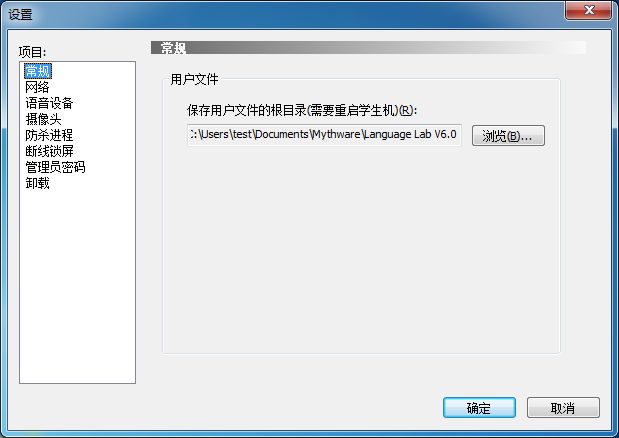 设置
项目:
常规
网络
语音设备
摄像头
防杀进程
断线锁屏
管理员密码
卸载
常规
用户文件
保存用户文件的根目录(需要重启学生机)(R):
:\Users\test\Documents\Mythware\Language Lab V6.0
浏览(B)...
确定
取消